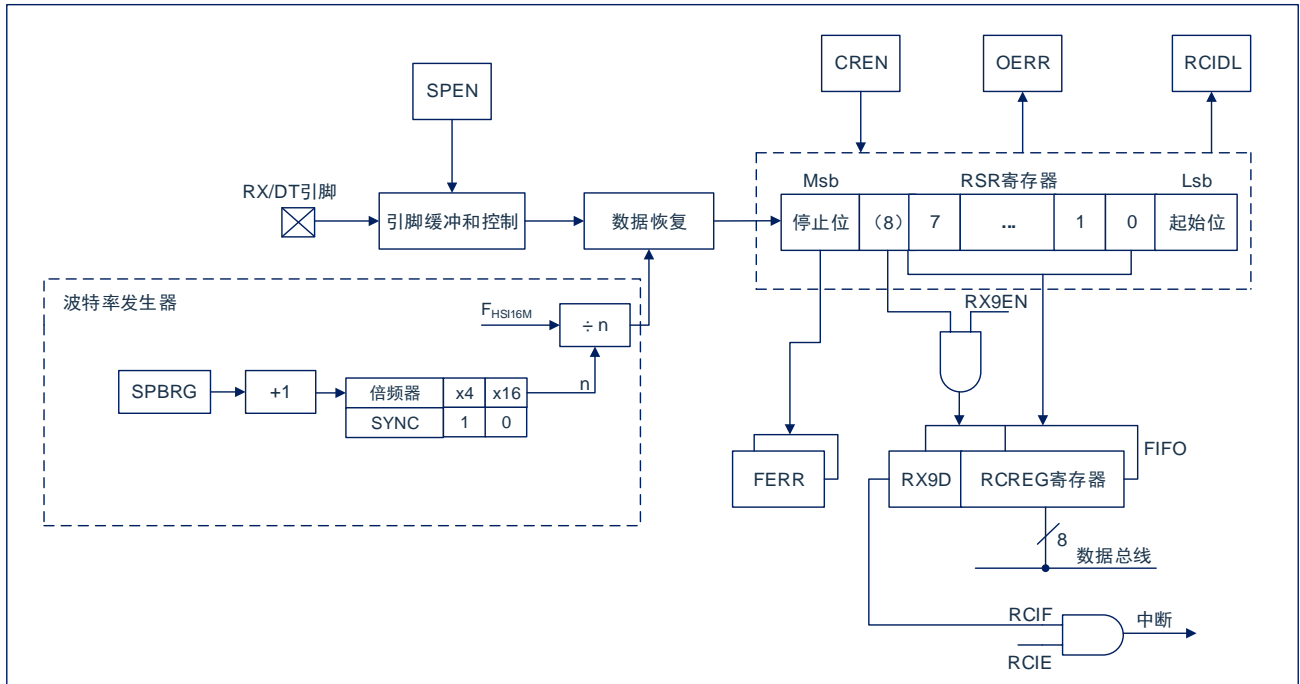 CREN
OERR
RCIDL
SPEN
Msb
RSR寄存器
Lsb
RX/DT引脚
引脚缓冲和控制
数据恢复
停止位
（8）
7
...
1
0
起始位
波特率发生器
FHSI16M
÷n
RX9EN
SPBRG
+1
倍频器
x4
x16
n
SYNC
1
0
FIFO
FERR
RX9D
RCREG寄存器
8
数据总线
RCIF
中断
RCIE